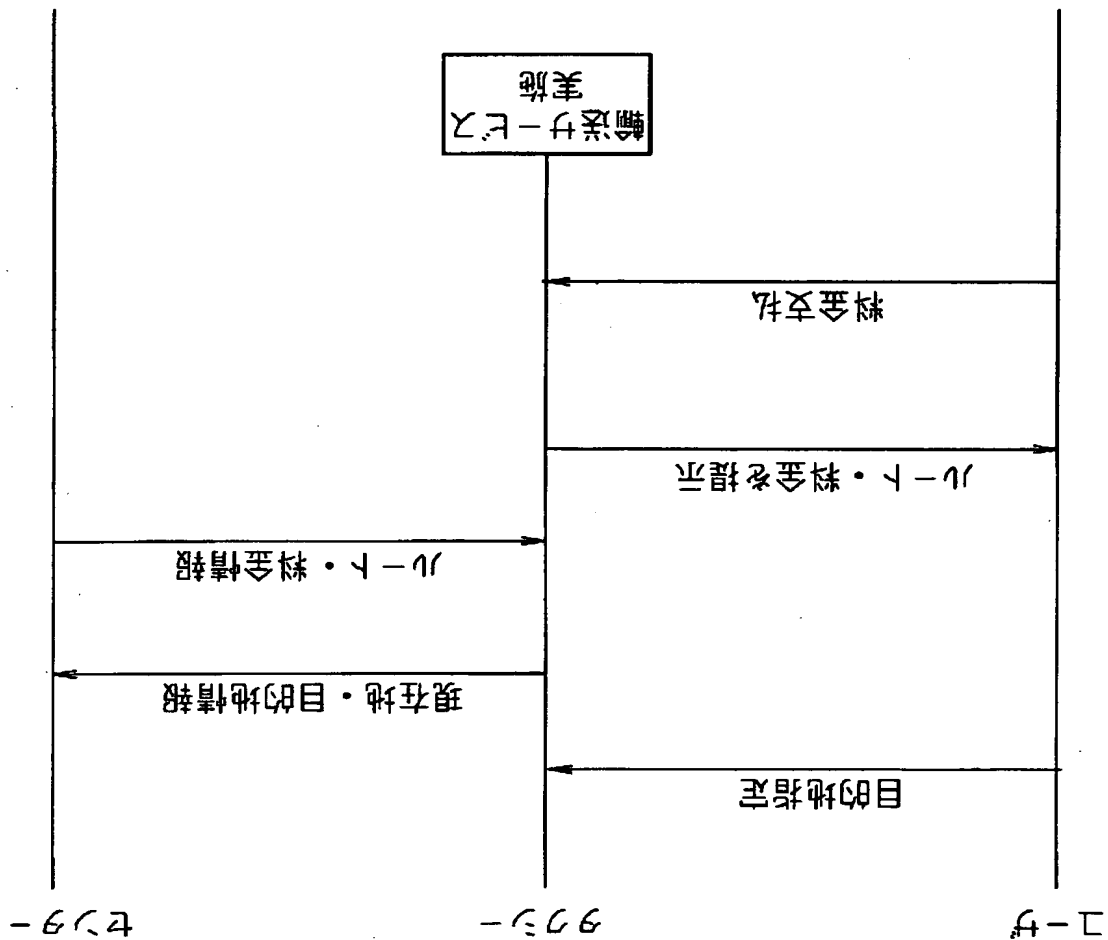 ユーザ
タクシー
センター
目的地指定
現在地・目的地情報
ルート・料金情報
ルート・料金を提示
料金支払
輸送サービス
実施